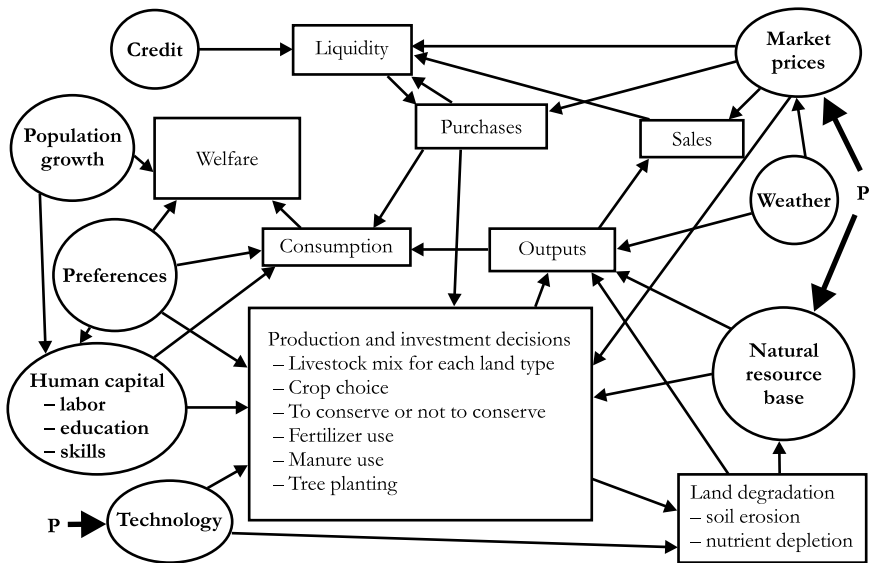 Credit
Liquidity
Market
prices
Population
growth
Welfare
Purchases
Sales
Weather
P
Preferences
Consumption
Outputs
Production and investment decisions
– Livestock mix for each land type
– Crop choice
– To conserve or not to conserve
– Fertilizer use
– Manure use
– Tree planting
Natural
resource
base
Human capital
– labor
– education
– skills
P
Technology
Land degradation
– soil erosion
– nutrient depletion